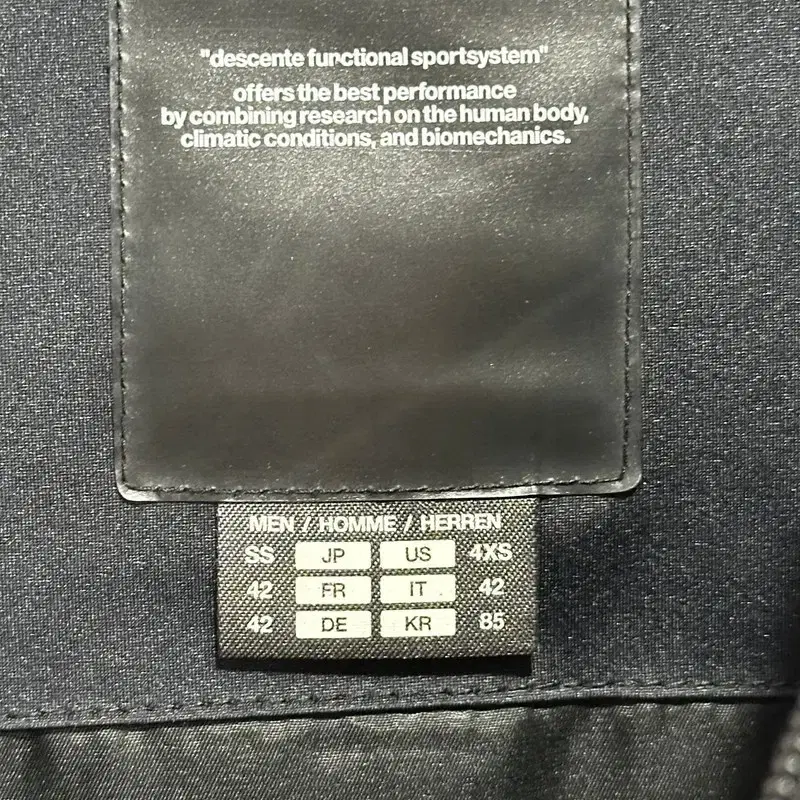 "descente functional sportsystem"
offers the best performance
by combining research on the human body,
climatic conditions, and biomechanics.
MEN / HOMME / HERREN
SS JP US 4XS
42 FR IT 42
42 DE KR 85